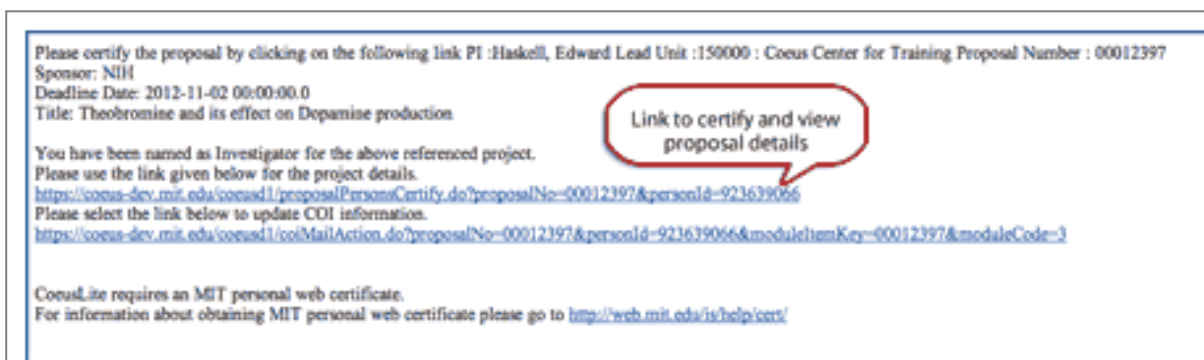 Please certify the proposal by clicking on the following link PI :Haskell, Edward Lead Unit :150000 : Coeus Center for Training Proposal Number : 00012397
Sponsor: NIH
Deadline Date: 2012-11-02 00:00:00.0
Title: Theobromine and its effect on Dopamine production
Link to certify and view
proposal details
You have been named as Investigator for the above referenced project.
Please use the link given below for the project details.
https://coeus-dev.mit.edu/coeusd1/proposalPersonsCertify.do?proposalNo=00012397&personId=923639066
Please select the link below to update COI information.
https://coeus-dev.mit.edu/coeusd1/coiMailAction.do?proposalNo=00012397&personId=923639066&moduleItemKey=00012397&moduleCode=3
CoeusLite requires an MIT personal web certificate.
For information about obtaining MIT personal web certificate please go to http://web.mit.edu/is/help/cert/